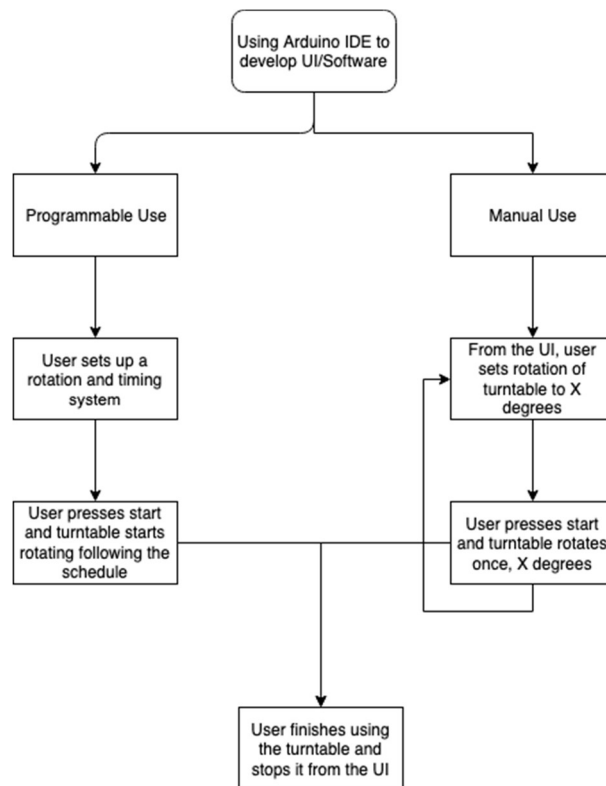 Using Arduino IDE to
develop UI/Software
Programmable Use
Manual Use
User sets up a
rotation and timing
system
From the UI, user
sets rotation of
turntable to X
degrees
User presses start
and turntable starts
rotating following the
schedule
User presses start
and turntable rotates
once, X degrees
User finishes using
the turntable and
stops it from the UI